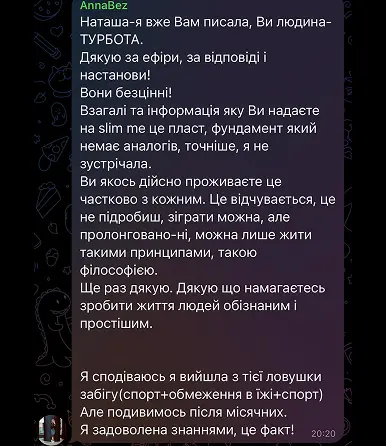 AnnaBez
Наташа-я вже Вам писала, Ви людина-
ТУРБОТА.
Дякую за ефіри, за відповіді і
настанови!
Вони безцінні!
Взагалі та інформація яку Ви надаєте
на slim me це пласт, фундамент який
немає аналогів, точніше, я не
зустрічала.
Ви якось дійсно проживаєте це
частково з кожним. Це відчувається, це
не підробиш, зіграти можна, але
пролонговано-ні, можна лише жити
такими принципами, такою
філософією.
Ще раз дякую. Дякую що намагаєтесь
зробити життя людей обізнаним і
простішим.
Я сподіваюсь я вийшла з тієї ловушки
забігу(спорт+обмеження в їжі+спорт)
Але подивимось після місячних.
Я задоволена знаннями, це факт! 20:20